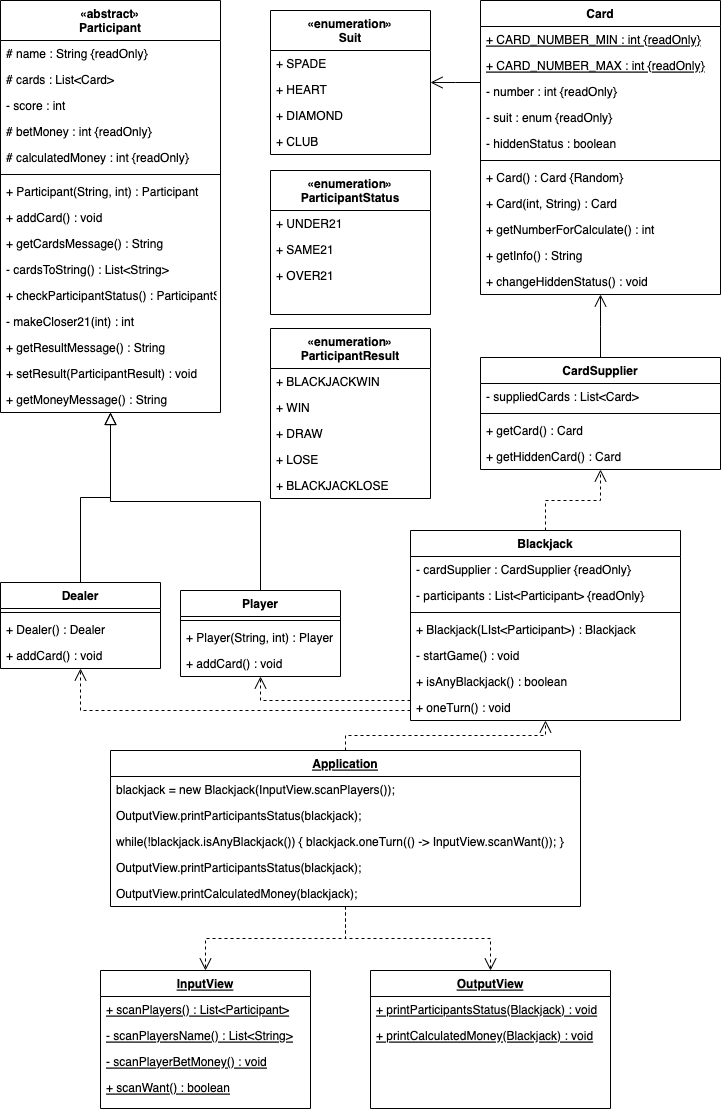 «abstract»
Participant
# name : String {readOnly}
# cards : List<Card>
- score : int
# betMoney : int {readOnly}
# calculatedMoney : int {readOnly}
+ Participant(String, int) : Participant
+ addCard() : void
+ getCardsMessage() : String
- cardsToString() : List<String>
+ checkParticipantStatus() : ParticipantS
- makeCloser21(int) : int
+ getResultMessage() : String
+ setResult(ParticipantResult) : void
+ getMoneyMessage() : String
«enumeration»
Suit
+ SPADE
+ HEART
+ DIAMOND
+ CLUB
«enumeration»
ParticipantStatus
+ UNDER21
+ SAME21
+ OVER21
«enumeration»
ParticipantResult
+ BLACKJACKWIN
+ WIN
+ DRAW
+ LOSE
+ BLACKJACKLOSE
Card
+ CARD_NUMBER_MIN : int {readOnly}
+ CARD_NUMBER_MAX : int {readOnly}
- number : int {readOnly}
- suit : enum {readOnly}
- hiddenStatus : boolean
+ Card() : Card {Random}
+ Card(int, String) : Card
+ getNumberForCalculate() : int
+ getInfo() : String
+ changeHiddenStatus() : void
CardSupplier
- suppliedCards : List<Card>
+ getCard() : Card
+ getHiddenCard() : Card
Dealer
+ Dealer() : Dealer
+ addCard() : void
Player
+ Player(String, int) : Player
+ addCard() : void
Blackjack
- cardSupplier : CardSupplier {readOnly}
- participants : List<Participant> {readOnly}
+ Blackjack(LIst<Participant>) : Blackjack
- startGame() : void
+ isAnyBlackjack() : boolean
+ oneTurn() : void
Application
blackjack = new Blackjack(InputView.scanPlayers());
OutputView.printParticipantsStatus(blackjack);
while(!blackjack.isAnyBlackjack()) { blackjack.oneTurn(() -> InputView.scanWant()); }
OutputView.printParticipantsStatus(blackjack);
OutputView.printCalculatedMoney(blackjack);
InputView
+ scanPlayers() : List<Participant>
- scanPlayersName() : List<String>
- scanPlayerBetMoney() : void
+ scanWant() : boolean
OutputView
+ printParticipantsStatus(Blackjack) : void
+ printCalculatedMoney(Blackjack) : void